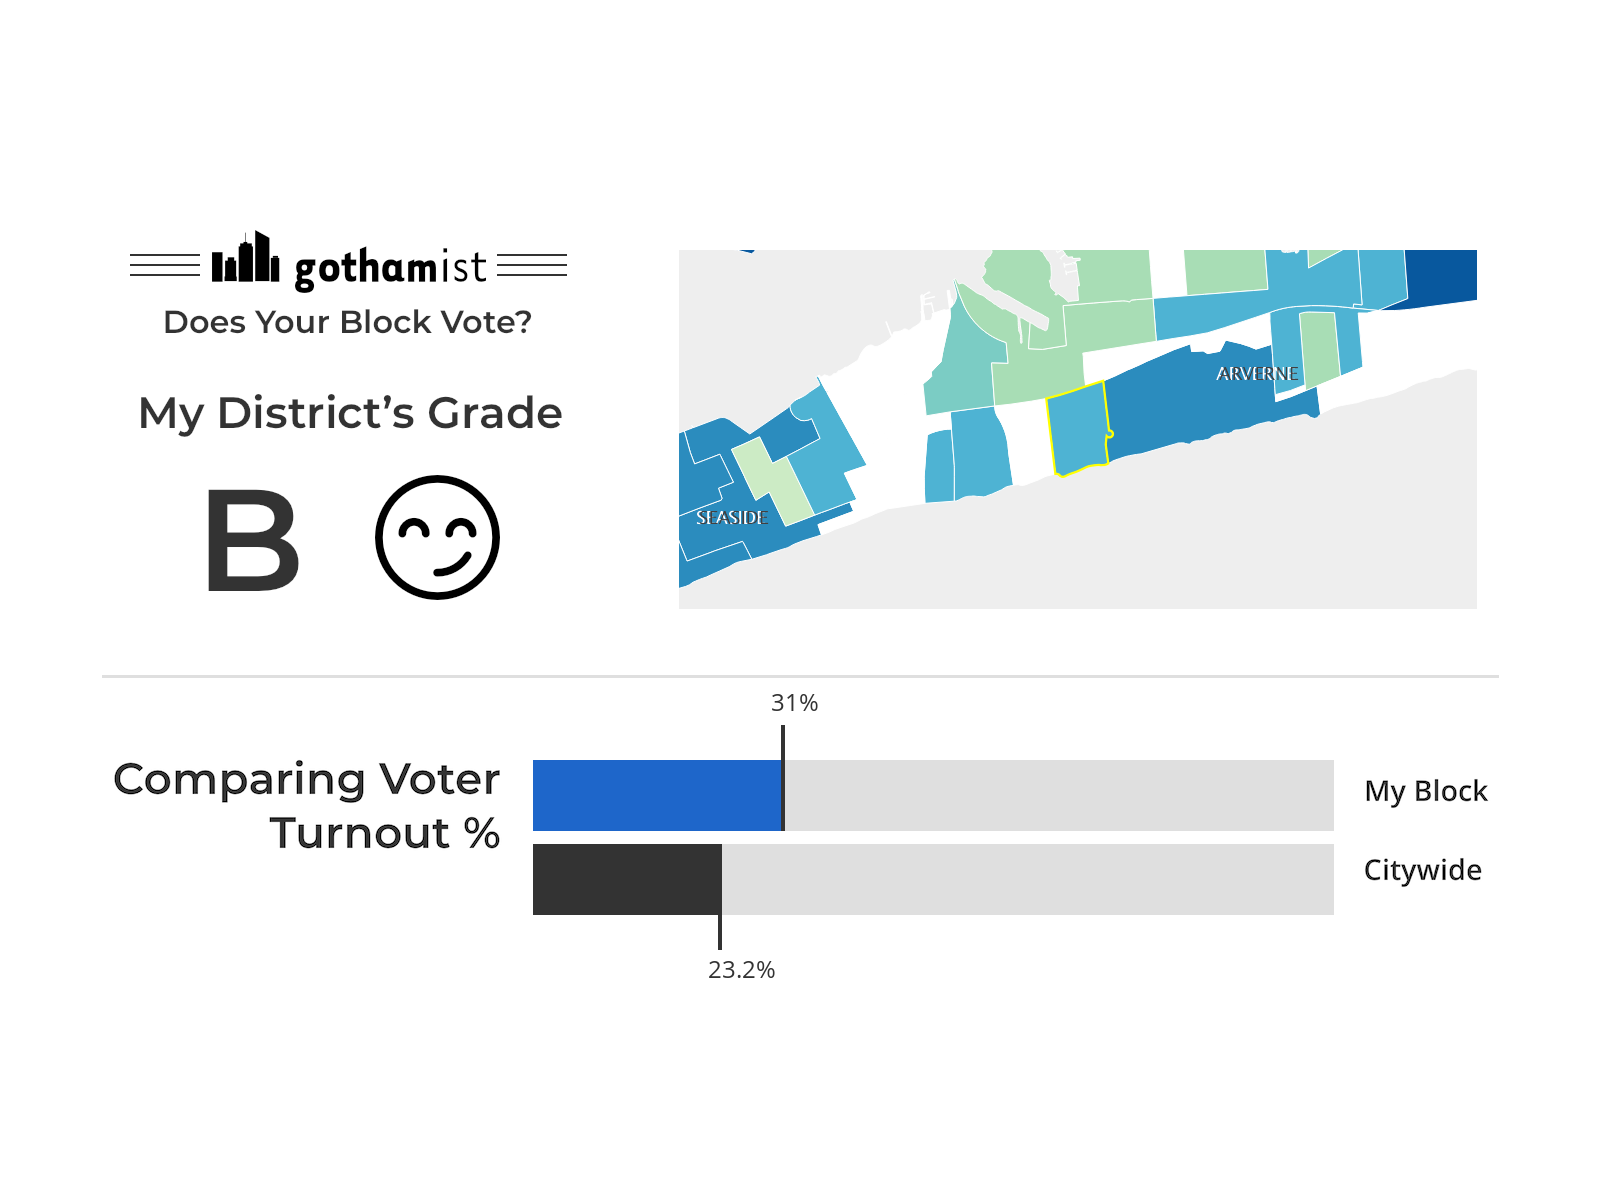 gothamist
Does Your Block Vote?
My District’s Grade
B
ARVERNE
SEASIDE
31%
Comparing Voter
Turnout %
My Block
Citywide
23.2%